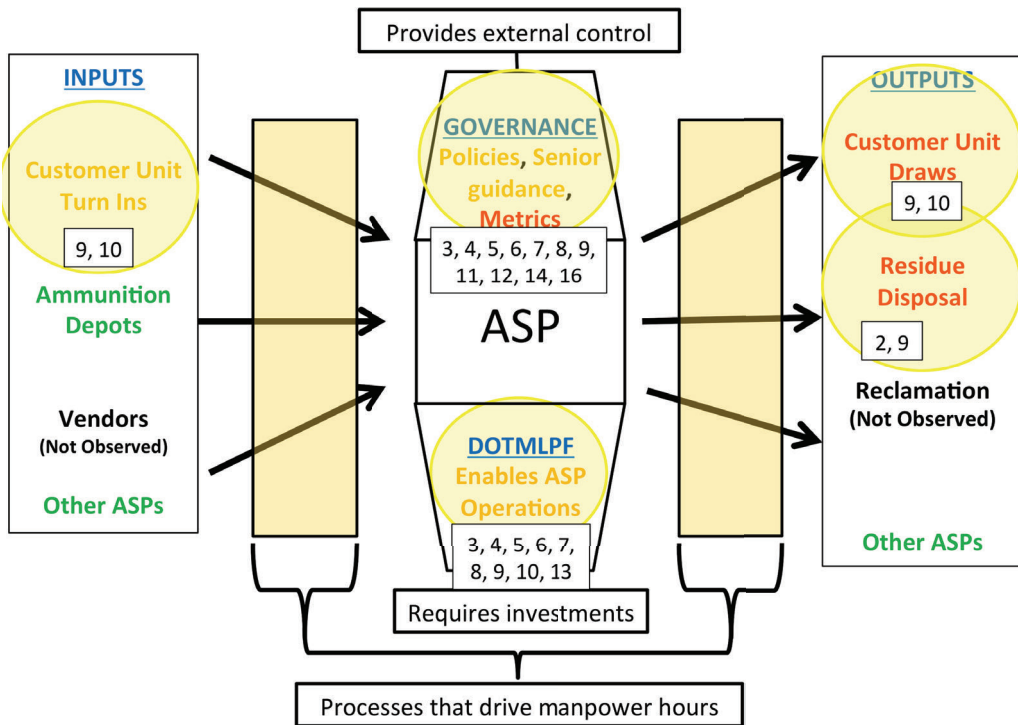 Provides external control
INPUTS
Customer Unit
Turn Ins
9, 10
Ammunition
Depots
Vendors
(Not Observed)
Other ASPs
GOVERNANCE
Policies, Senior
guidance,
Metrics
3, 4, 5, 6, 7, 8, 9,
11, 12, 14, 16
ASP
DOTMLPF
Enables ASP
Operations
3, 4, 5, 6, 7,
8, 9, 10, 13
Requires investments
OUTPUTS
Customer Unit
Draws
9, 10
Residue
Disposal
2, 9
Reclamation
(Not Observed)
Other ASPs
Processes that drive manpower hours